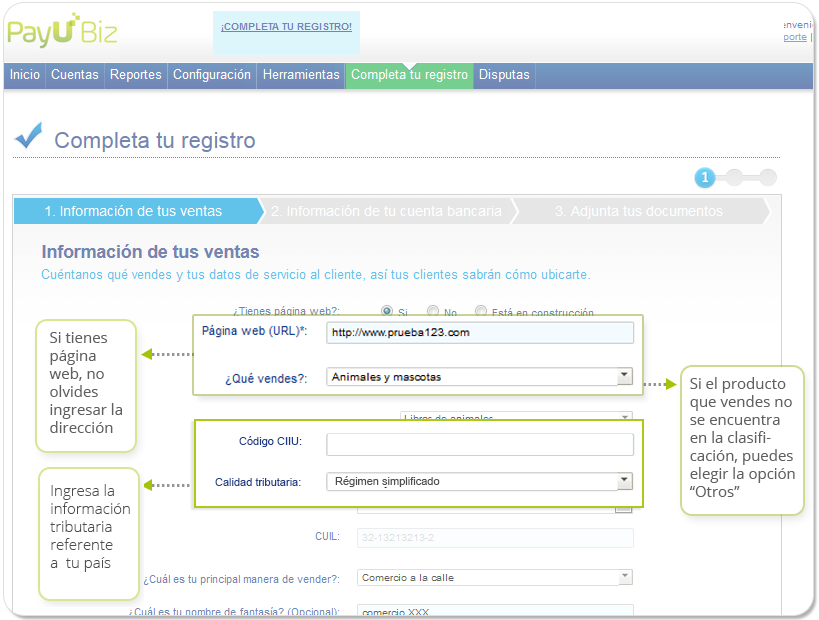 PayU Biz
¡COMPLETA TU REGISTRO!
Inicio Cuentas Reportes Configuración Herramientas Completa tu registro Disputas
Completa tu registro
1
1. Información de tus ventas 2. Información de tu cuenta bancaria 3. Adjunta tus documentos
Información de tus ventas
Cuéntanos qué vendes y tus datos de servicio al cliente, así tus clientes sabrán cómo ubicarte.
¿Tienes página web?: Si No Está en construcción
Página web (URL)*: http://www.prueba123.com
¿Qué vendes?: Animales y mascotas
Si tienes
página
web, no
olvides
ingresar la
dirección
Si el producto
que vendes no
se encuentra
en la clasifi-
cación, puedes
elegir la opción
“Otros”
Libros de animales
Código CIIU:
Calidad tributaria: Régimen simplificado
Ingresa la
información
tributaria
referente
a tu país
CUIL: 32-13213213-2
¿Cuál es tu principal manera de vender?: Comercio a la calle
¿Cuál es tu nombre de fantasía? (Opcional): comercio XXX